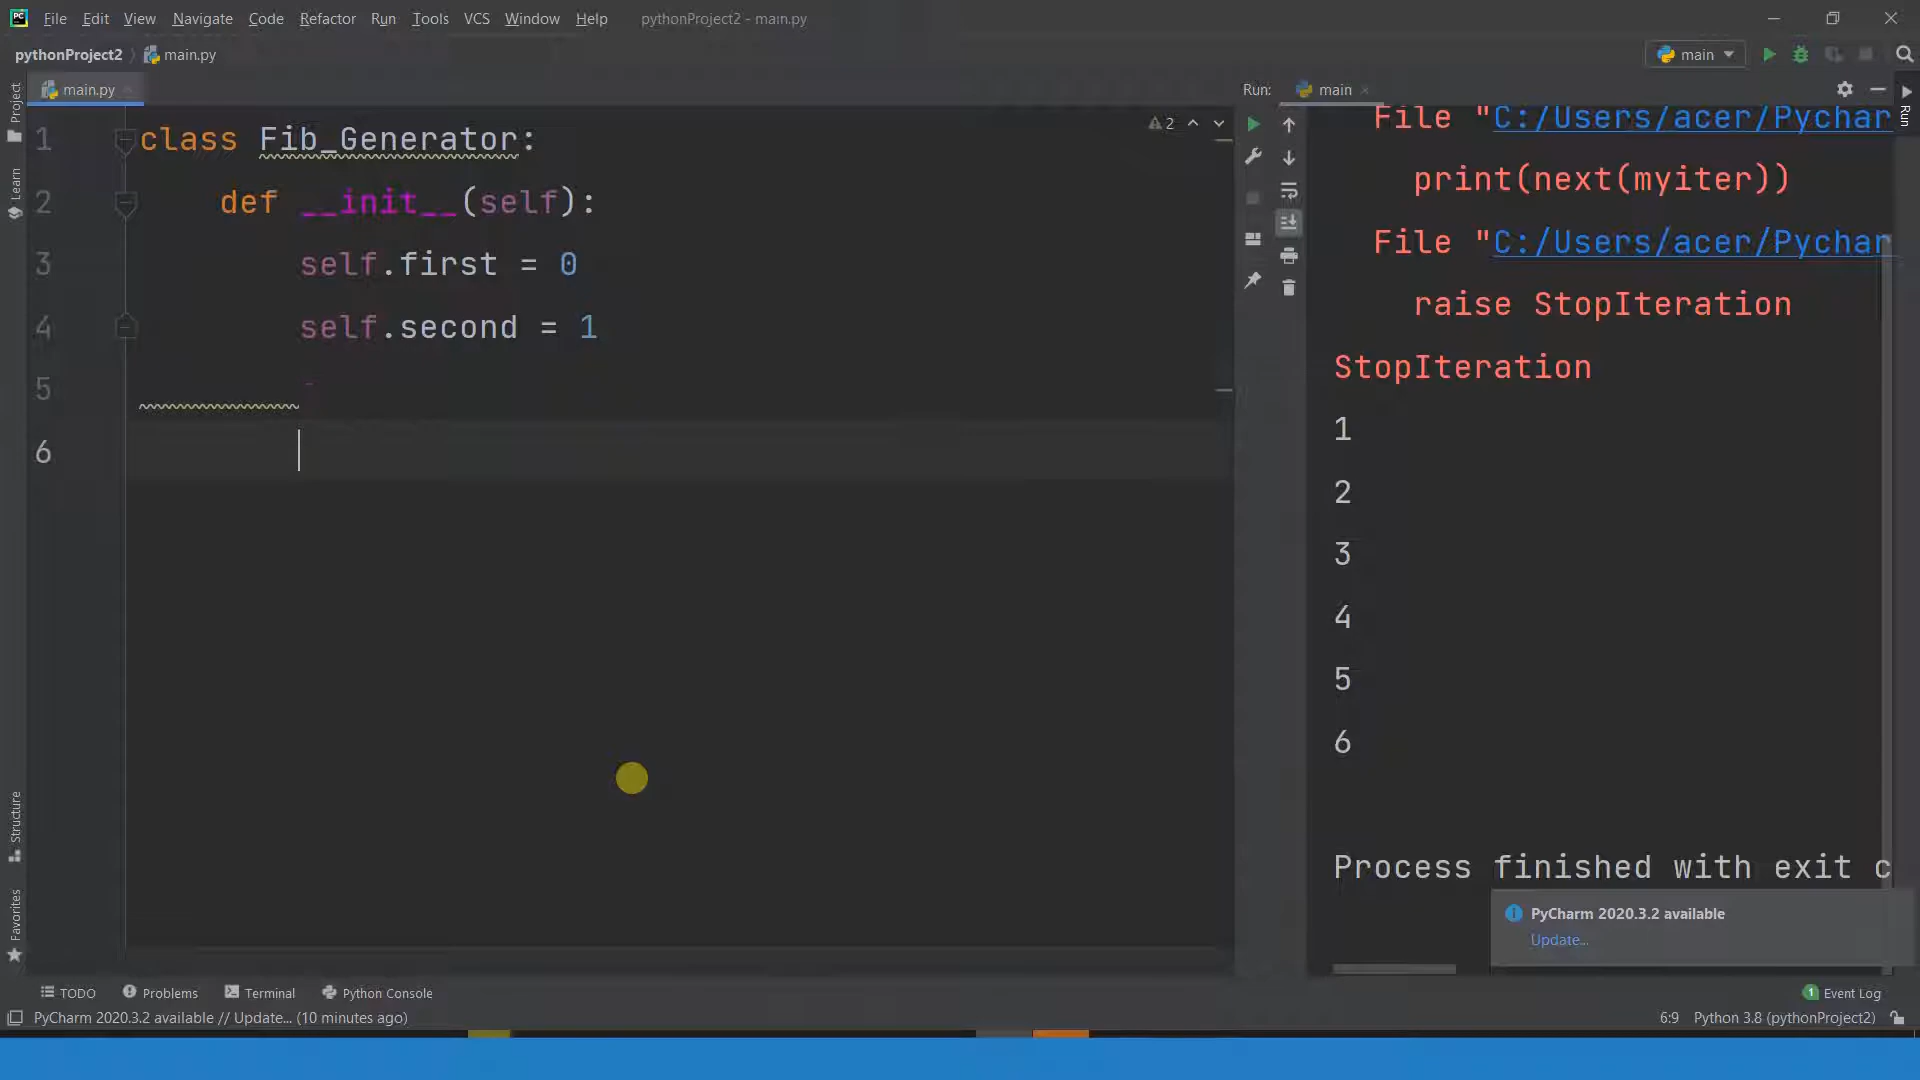 File Edit View Navigate Code Refactor Run Tools VCS Window Help pythonProject2 - main.py
pythonProject2 main.py main
main.py Run: main
Project
Learn
Structure
Favorites
Run
1 class Fib_Generator:
2 def __init__(self):
3 self.first = 0
4 self.second = 1
5
6
2
File "C:/Users/acer/Pychar
print(next(myiter))
File "C:/Users/acer/Pychar
raise StopIteration
StopIteration
1
2
3
4
5
6
Process finished with exit c
PyCharm 2020.3.2 available
Update...
TODO Problems Terminal Python Console 1 Event Log
PyCharm 2020.3.2 available // Update... (10 minutes ago) 6:9 Python 3.8 (pythonProject2)